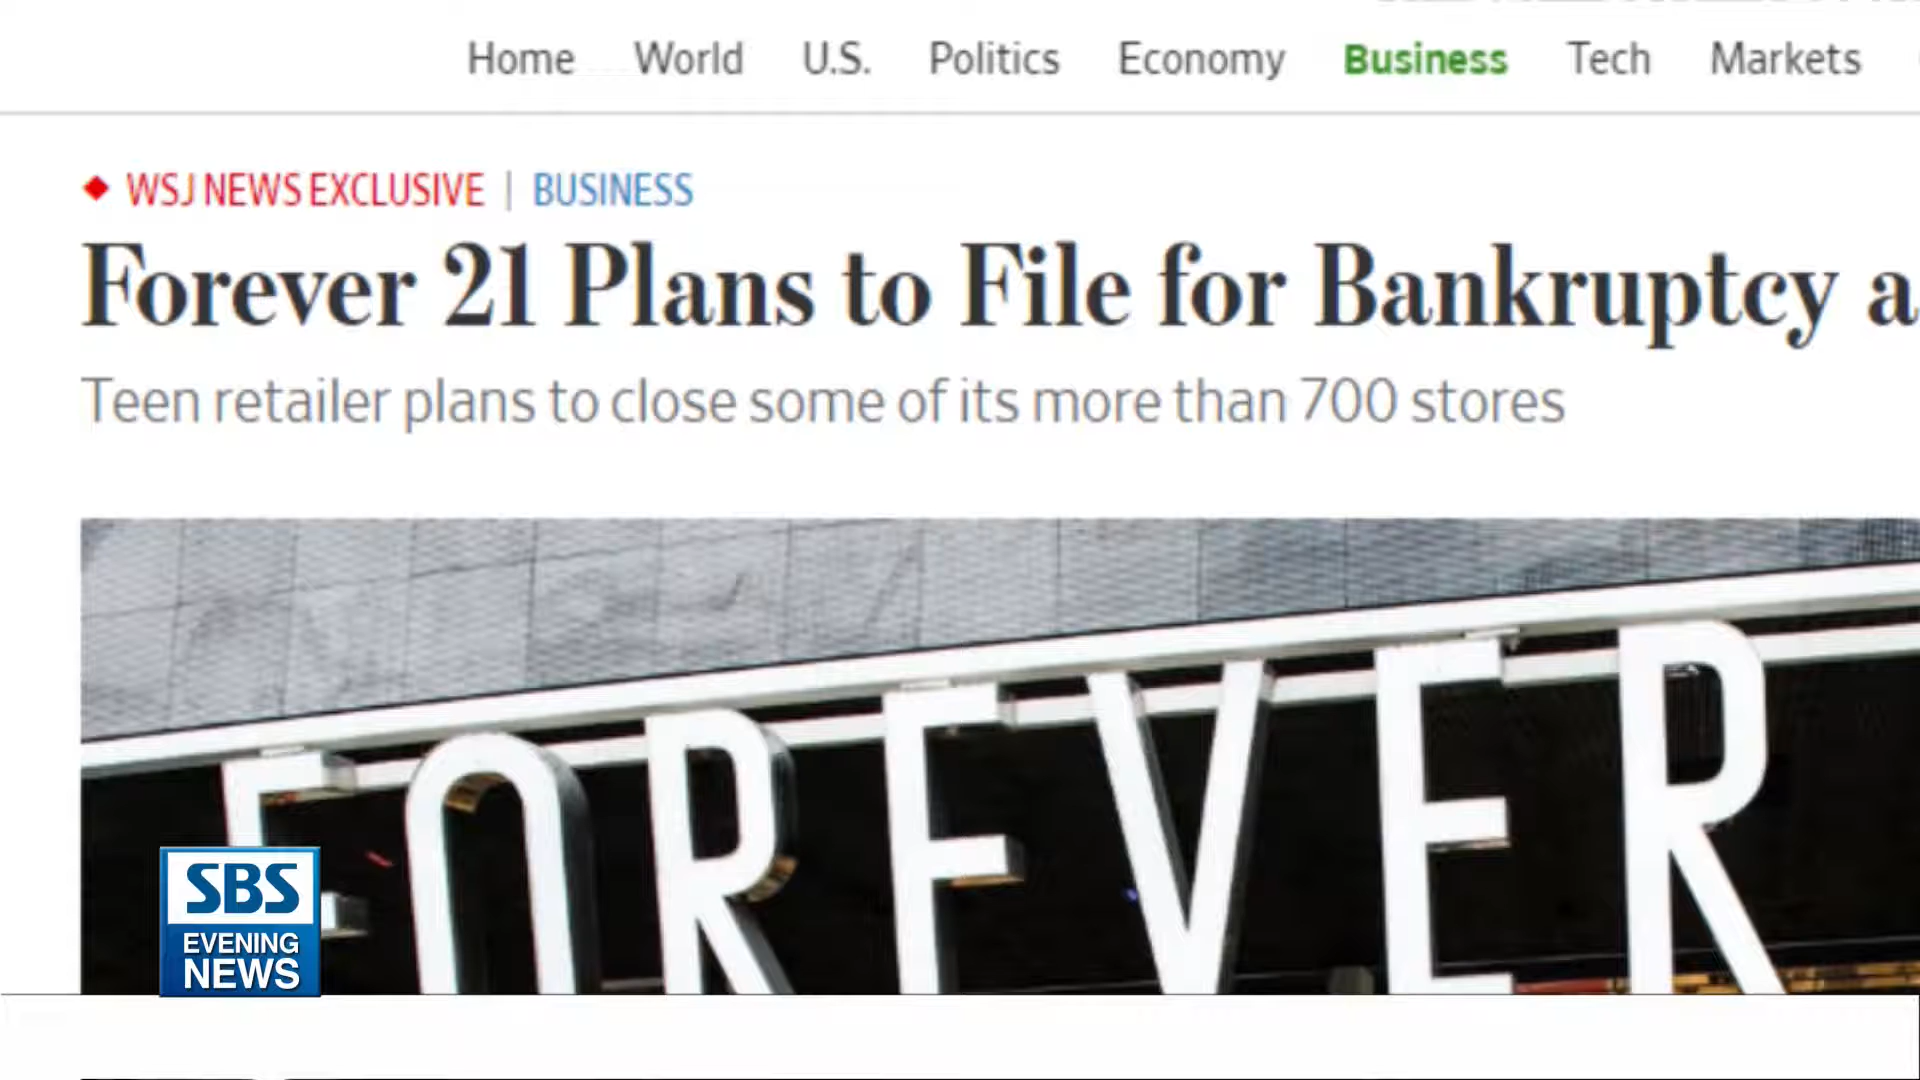 Home World U.S. Politics Economy Business Tech Markets
WSJ NEWS EXCLUSIVE | BUSINESS
Forever 21 Plans to File for Bankruptcy a
Teen retailer plans to close some of its more than 700 stores
FOREVER
SBS
EVENING
NEWS